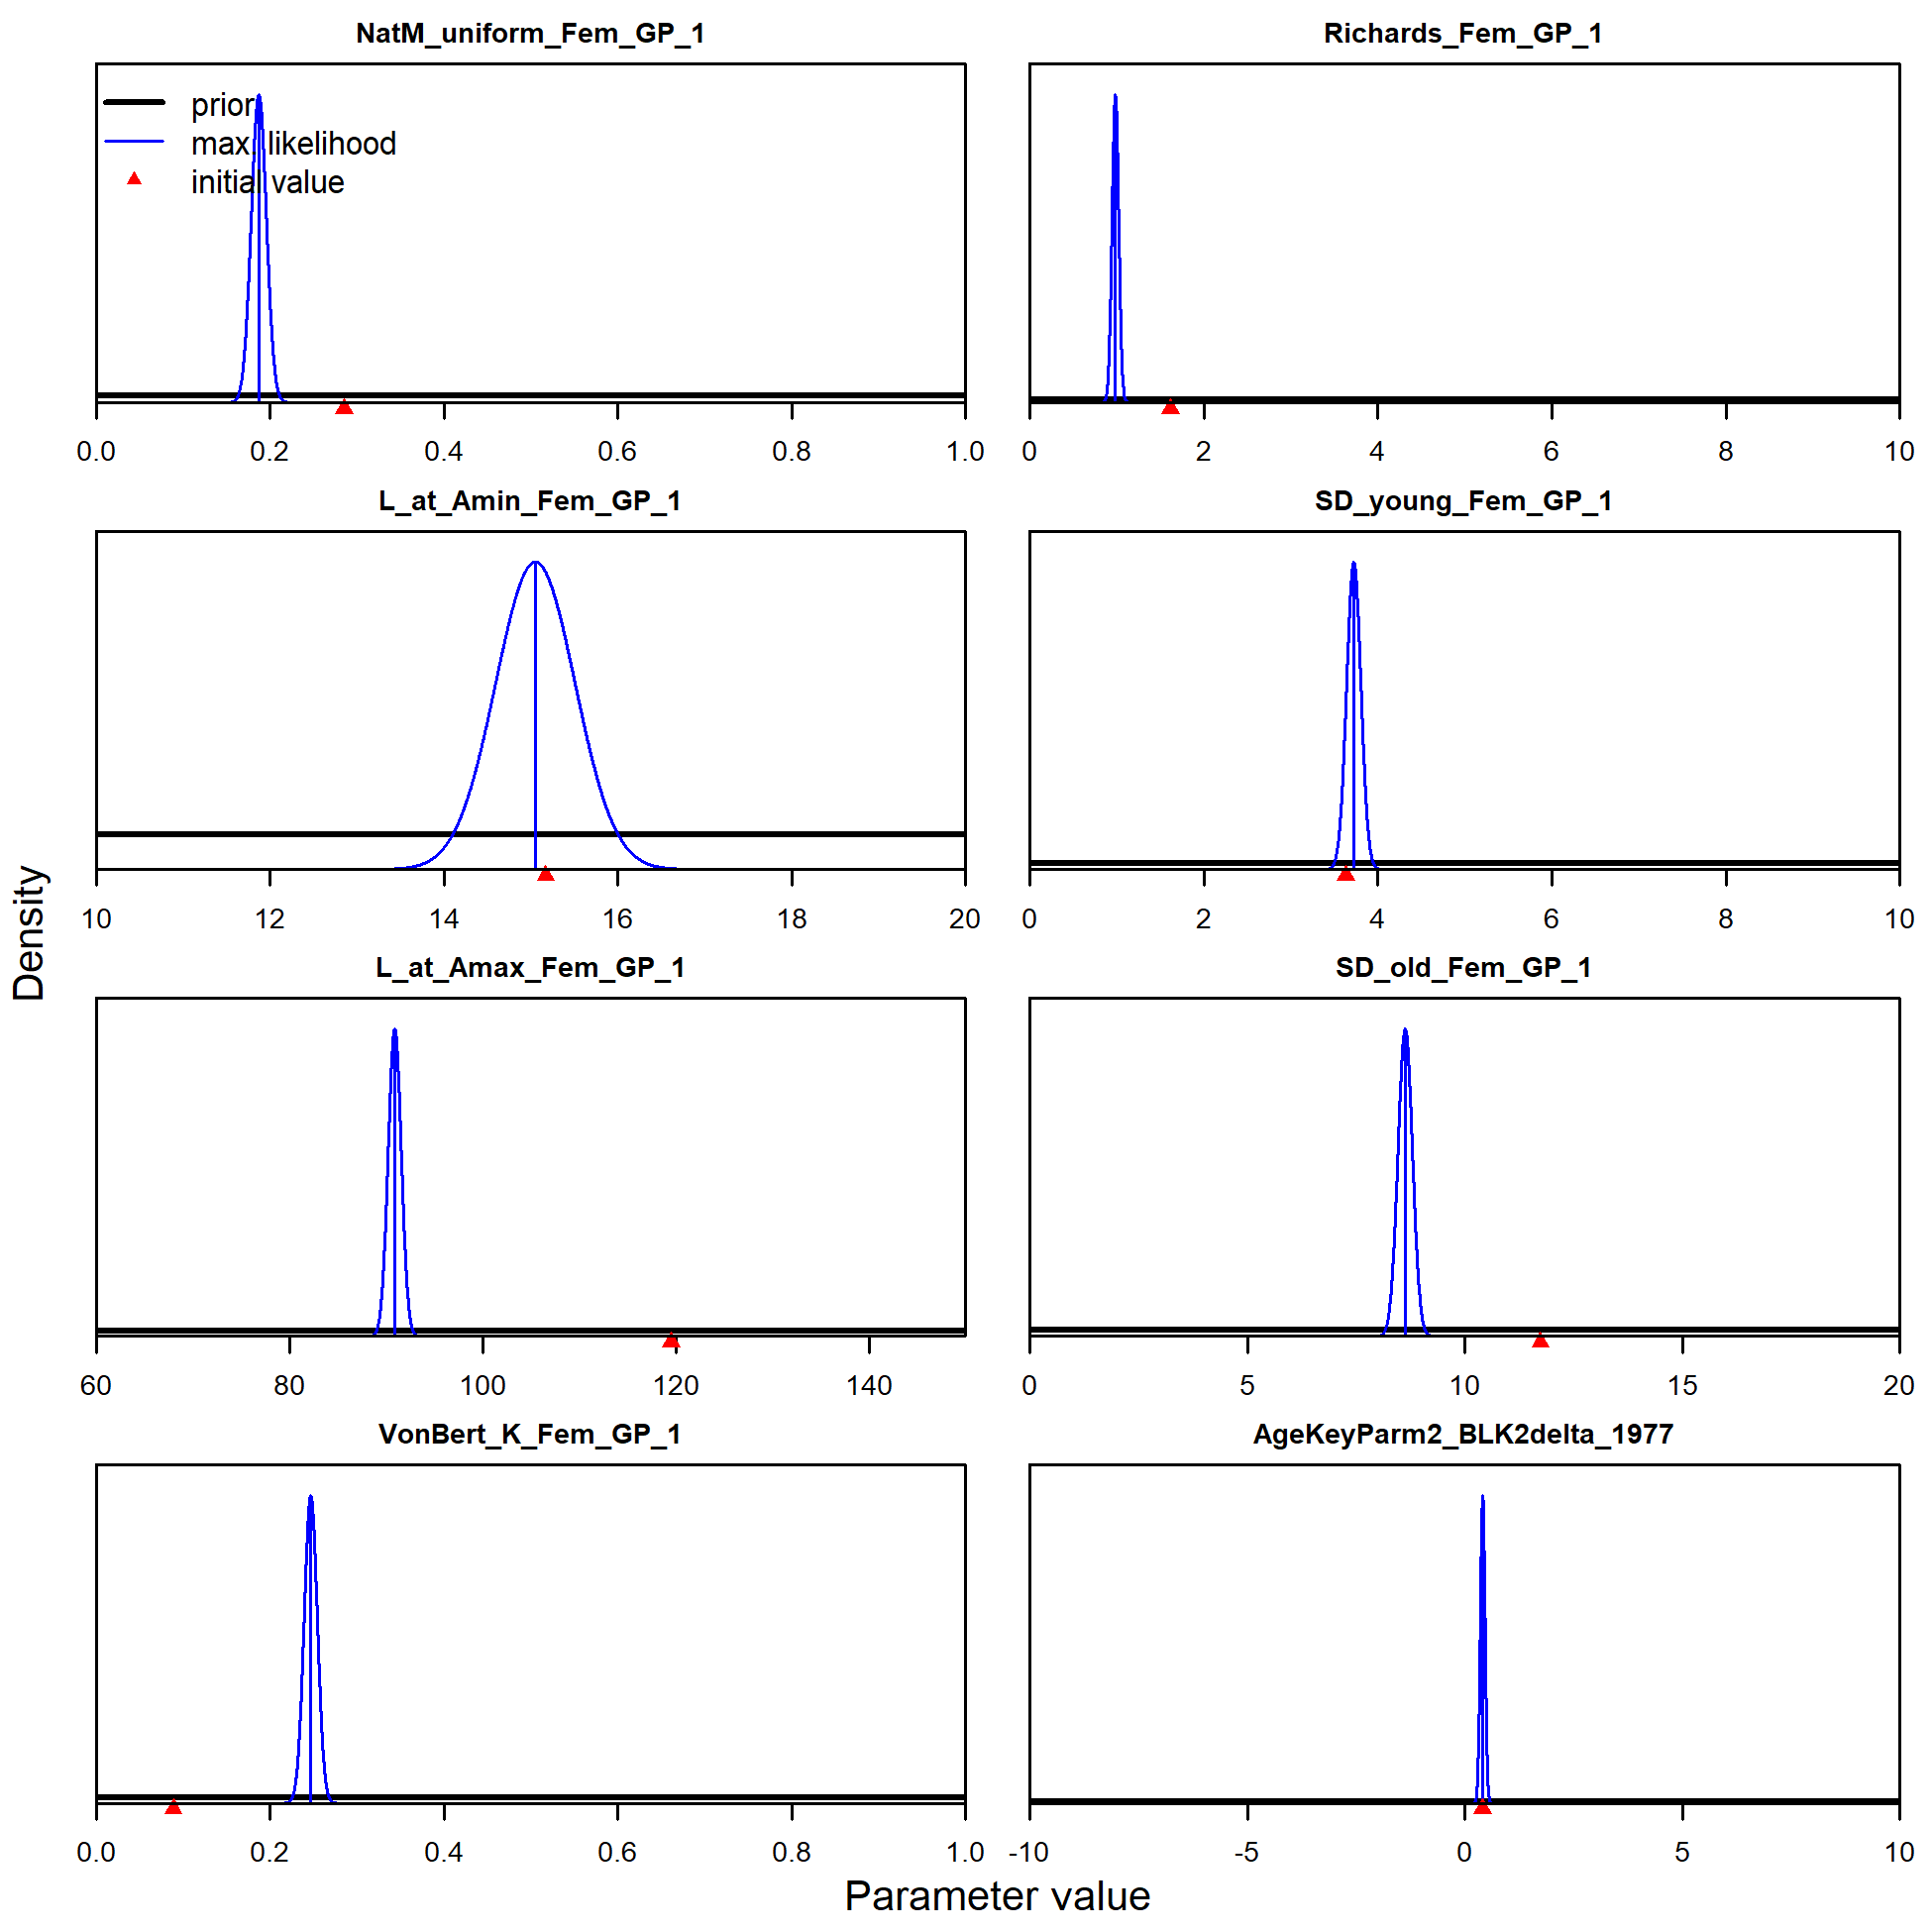 NatM_uniform_Fem_GP_1
prior
max. likelihood
initial value
0.0 0.2 0.4 0.6 0.8 1.0
Richards_Fem_GP_1
0 2 4 6 8 10
L_at_Amin_Fem_GP_1
10 12 14 16 18 20
SD_young_Fem_GP_1
0 2 4 6 8 10
L_at_Amax_Fem_GP_1
60 80 100 120 140
SD_old_Fem_GP_1
0 5 10 15 20
VonBert_K_Fem_GP_1
0.0 0.2 0.4 0.6 0.8 1.0
AgeKeyParm2_BLK2delta_1977
-10 -5 0 5 10
Density
Parameter value